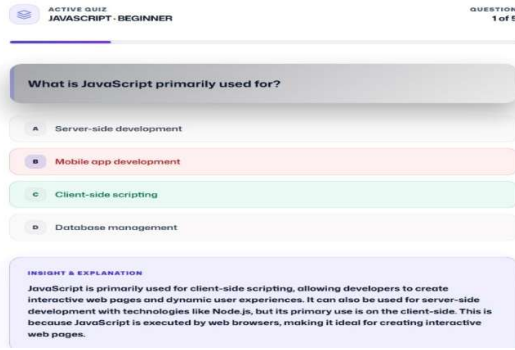 ACTIVE QUIZ
JAVASCRIPT · BEGINNER
QUESTION
1 of 5
What is JavaScript primarily used for?
A Server-side development
B Mobile app development
C Client-side scripting
D Database management
INSIGHT & EXPLANATION
JavaScript is primarily used for client-side scripting, allowing developers to create
interactive web pages and dynamic user experiences. It can also be used for server-side
development with technologies like Node.js, but its primary use is on the client-side. This is
because JavaScript is executed by web browsers, making it ideal for creating interactive
web pages.